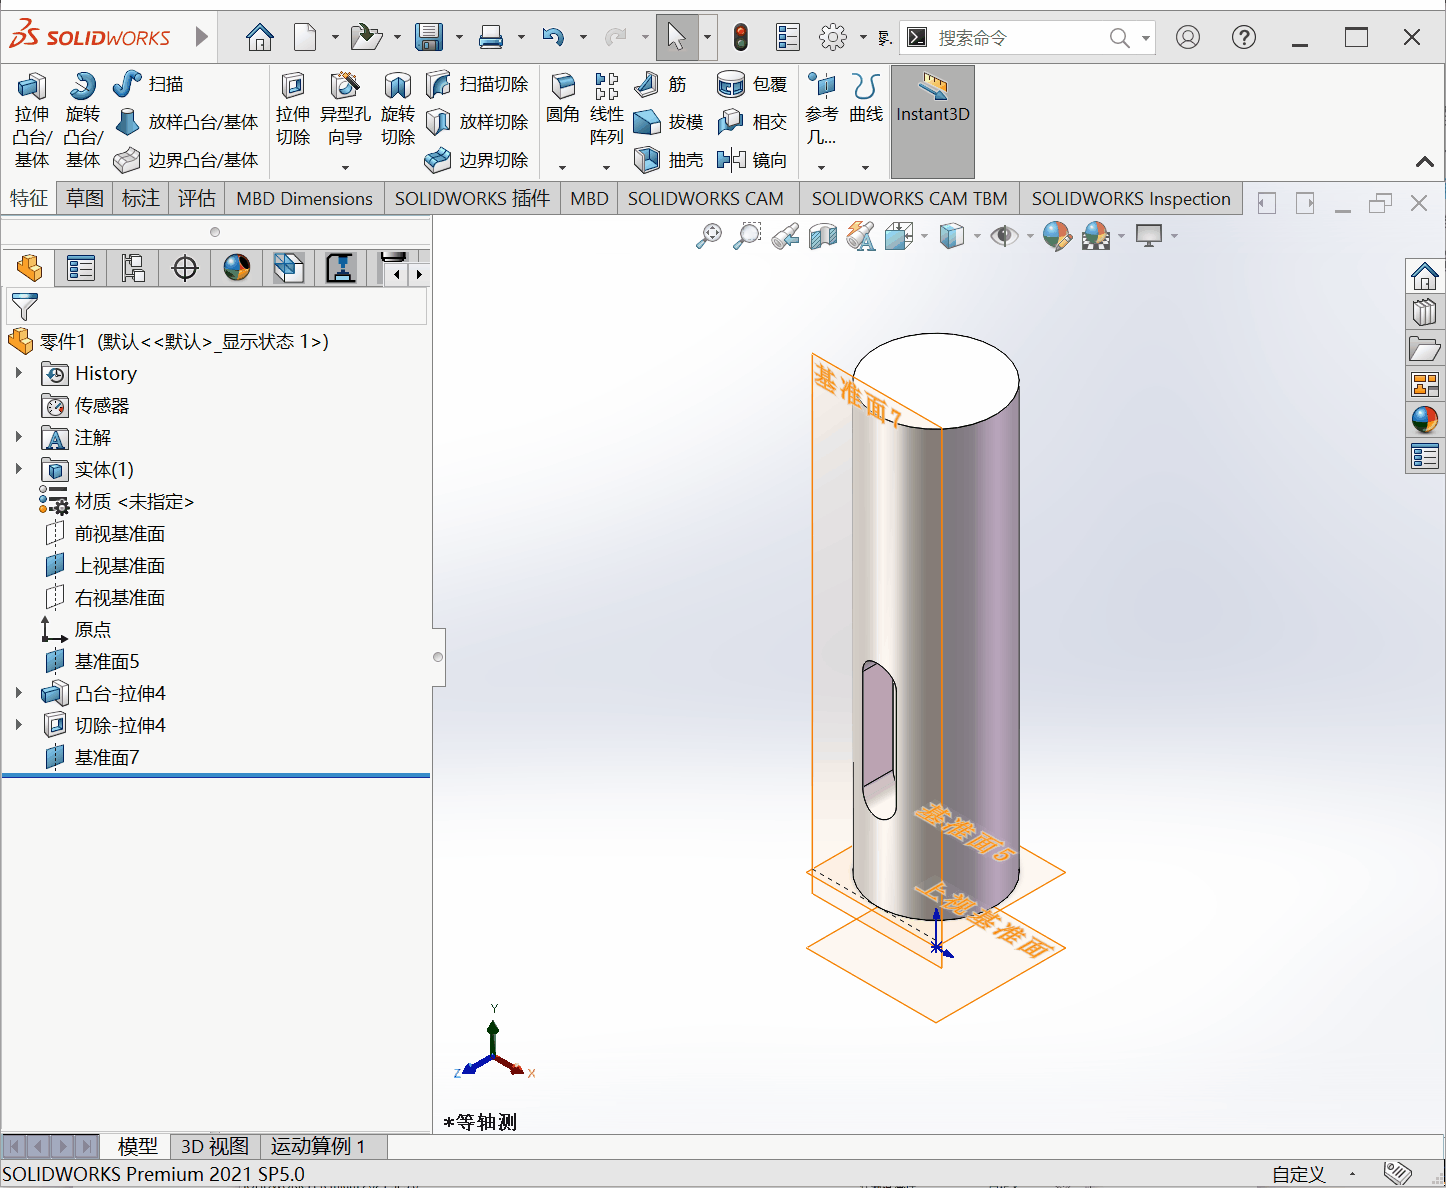 SOLIDWORKS
搜索命令
拉伸凸台/基体
旋转凸台/基体
扫描
放样凸台/基体
边界凸台/基体
拉伸切除
异型孔向导
旋转切除
扫描切除
放样切除
边界切除
圆角
线性阵列
筋
拔模
抽壳
包覆
相交
镜向
参考几...
曲线
Instant3D
特征 草图 标注 评估 MBD Dimensions SOLIDWORKS 插件 MBD SOLIDWORKS CAM SOLIDWORKS CAM TBM SOLIDWORKS Inspection
零件1 (默认<<默认>_显示状态 1>)
History
传感器
注解
实体(1)
材质 <未指定>
前视基准面
上视基准面
右视基准面
原点
基准面5
凸台-拉伸4
切除-拉伸4
基准面7
基准面7
基准面5
上视基准面
Y
Z
X
*等轴测
模型 3D 视图 运动算例 1
SOLIDWORKS Premium 2021 SP5.0
自定义